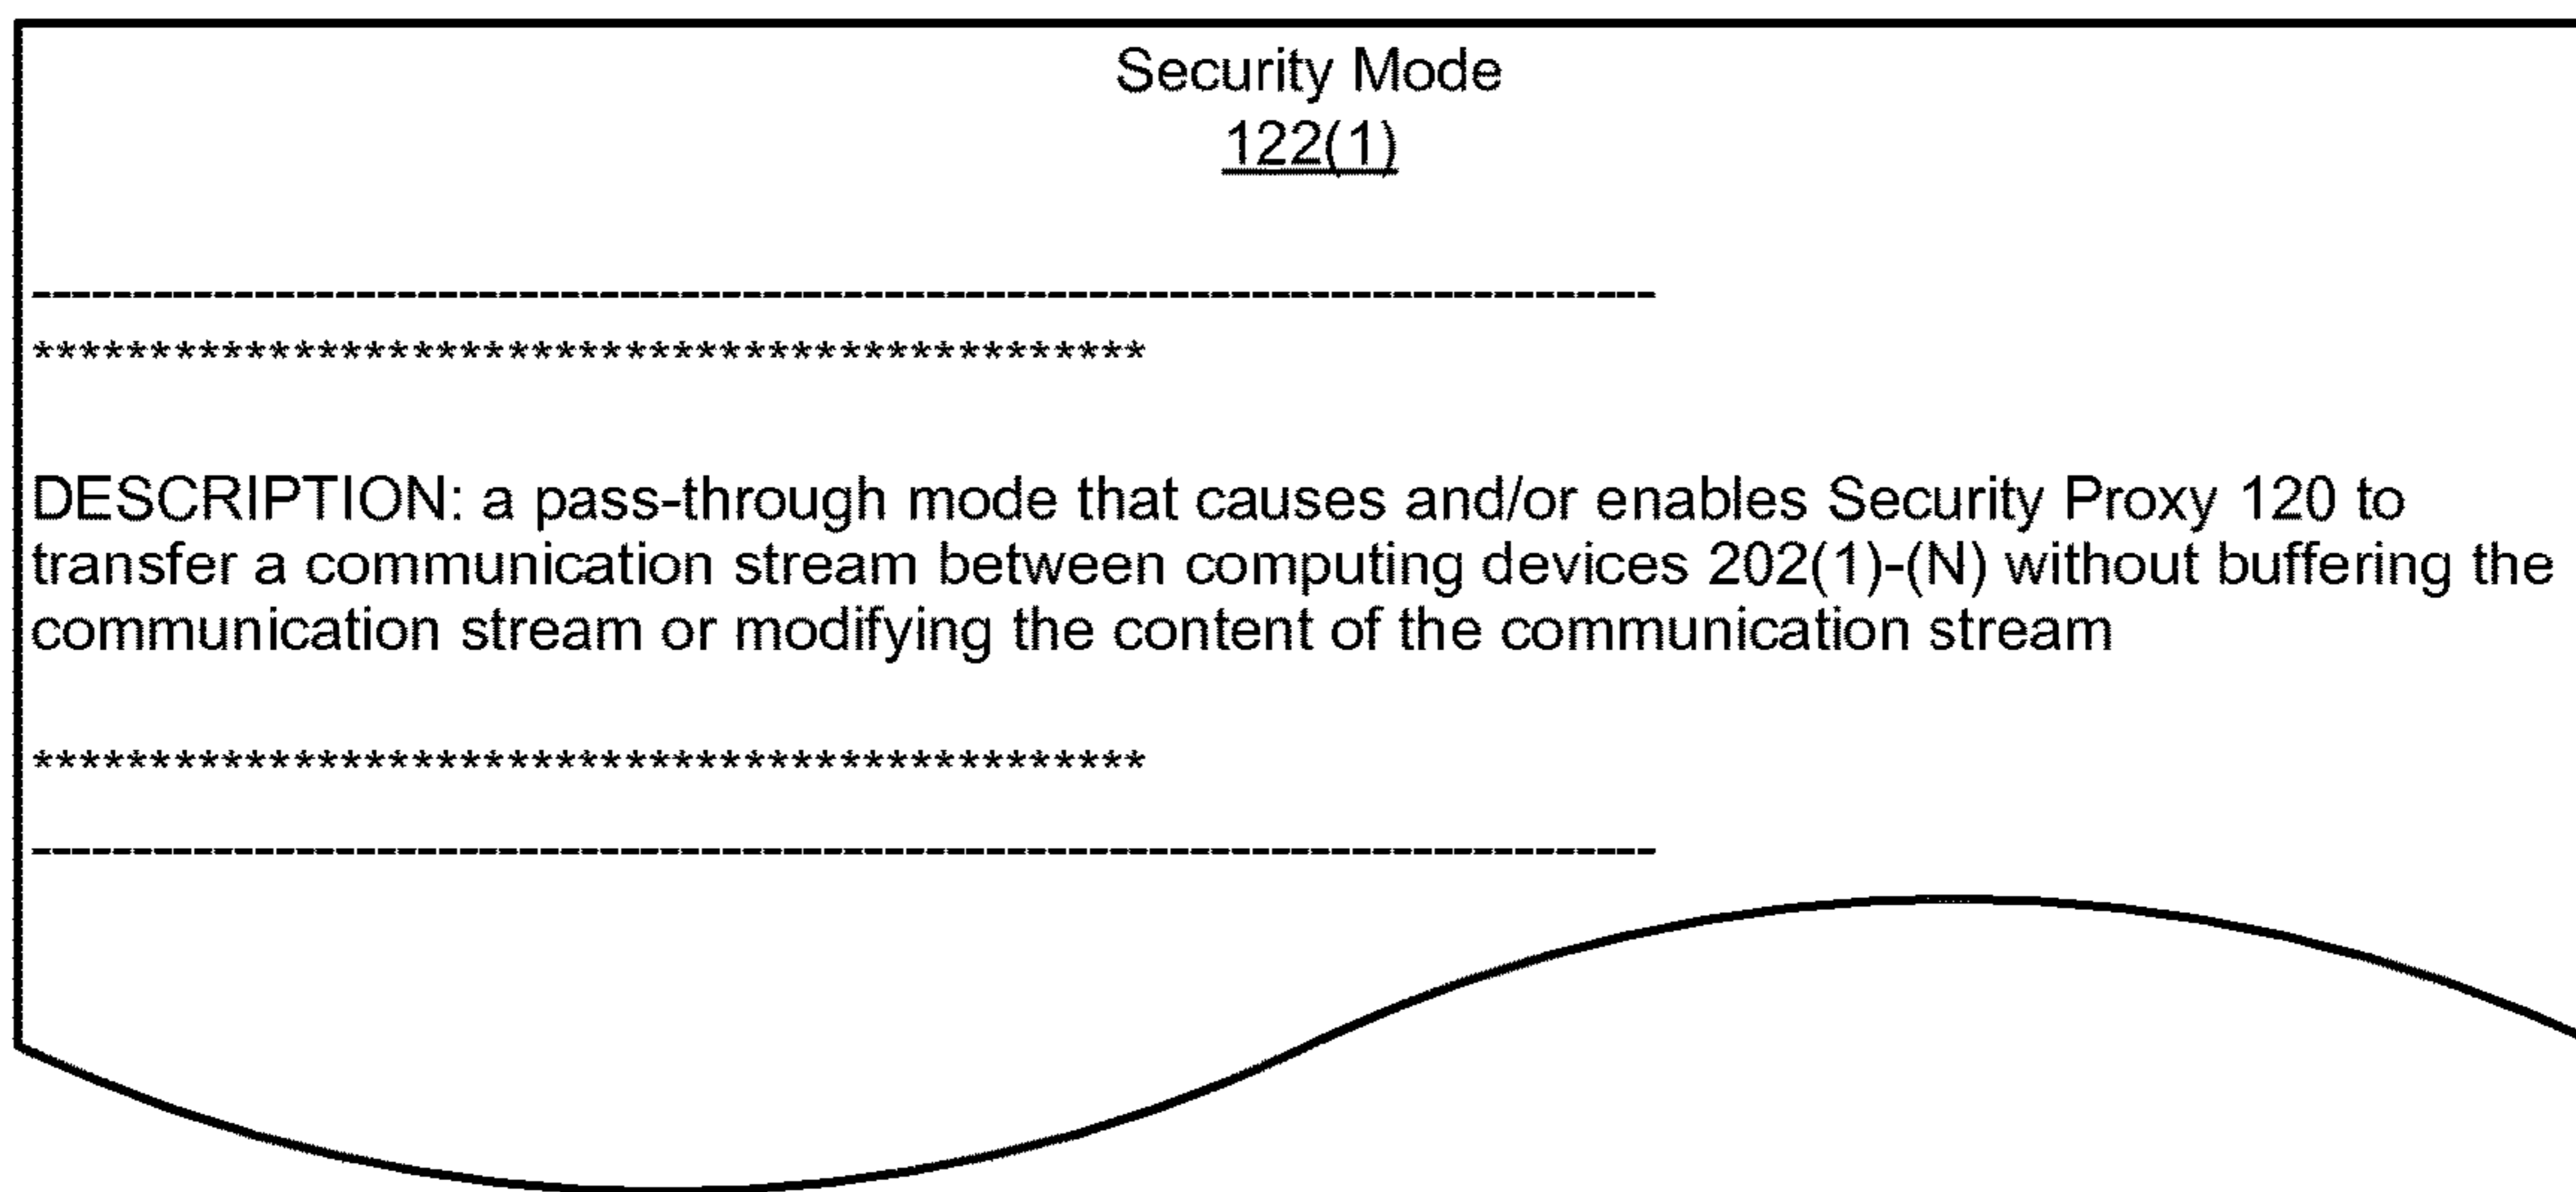 Security Mode
122(1)
--------------------------------------------------------------------------------
***********************************************
DESCRIPTION: a pass-through mode that causes and/or enables Security Proxy 120 to
transfer a communication stream between computing devices 202(1)-(N) without buffering the
communication stream or modifying the content of the communication stream
***********************************************
--------------------------------------------------------------------------------